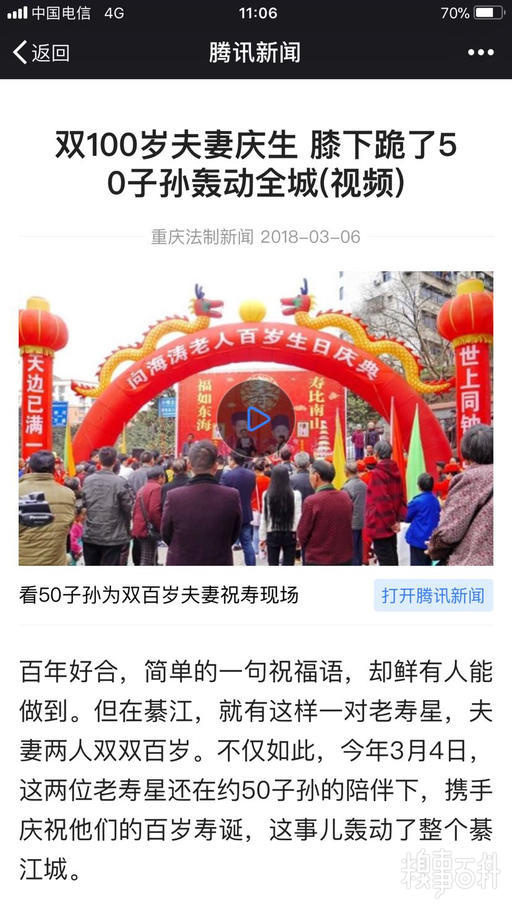 中国电信 4G 11:06 70%
返回 腾讯新闻
双100岁夫妻庆生 膝下跪了5
0子孙轰动全城(视频)
重庆法制新闻 2018-03-06
向海涛老人百岁生日庆典
福如东海
寿比南山
天边已满一
世上同钟
看50子孙为双百岁夫妻祝寿现场
打开腾讯新闻
百年好合，简单的一句祝福语，却鲜有人能
做到。但在綦江，就有这样一对老寿星，夫
妻两人双双百岁。不仅如此，今年3月4日，
这两位老寿星还在约50子孙的陪伴下，携手
庆祝他们的百岁寿诞，这事儿轰动了整个綦
江城。
糗事百科